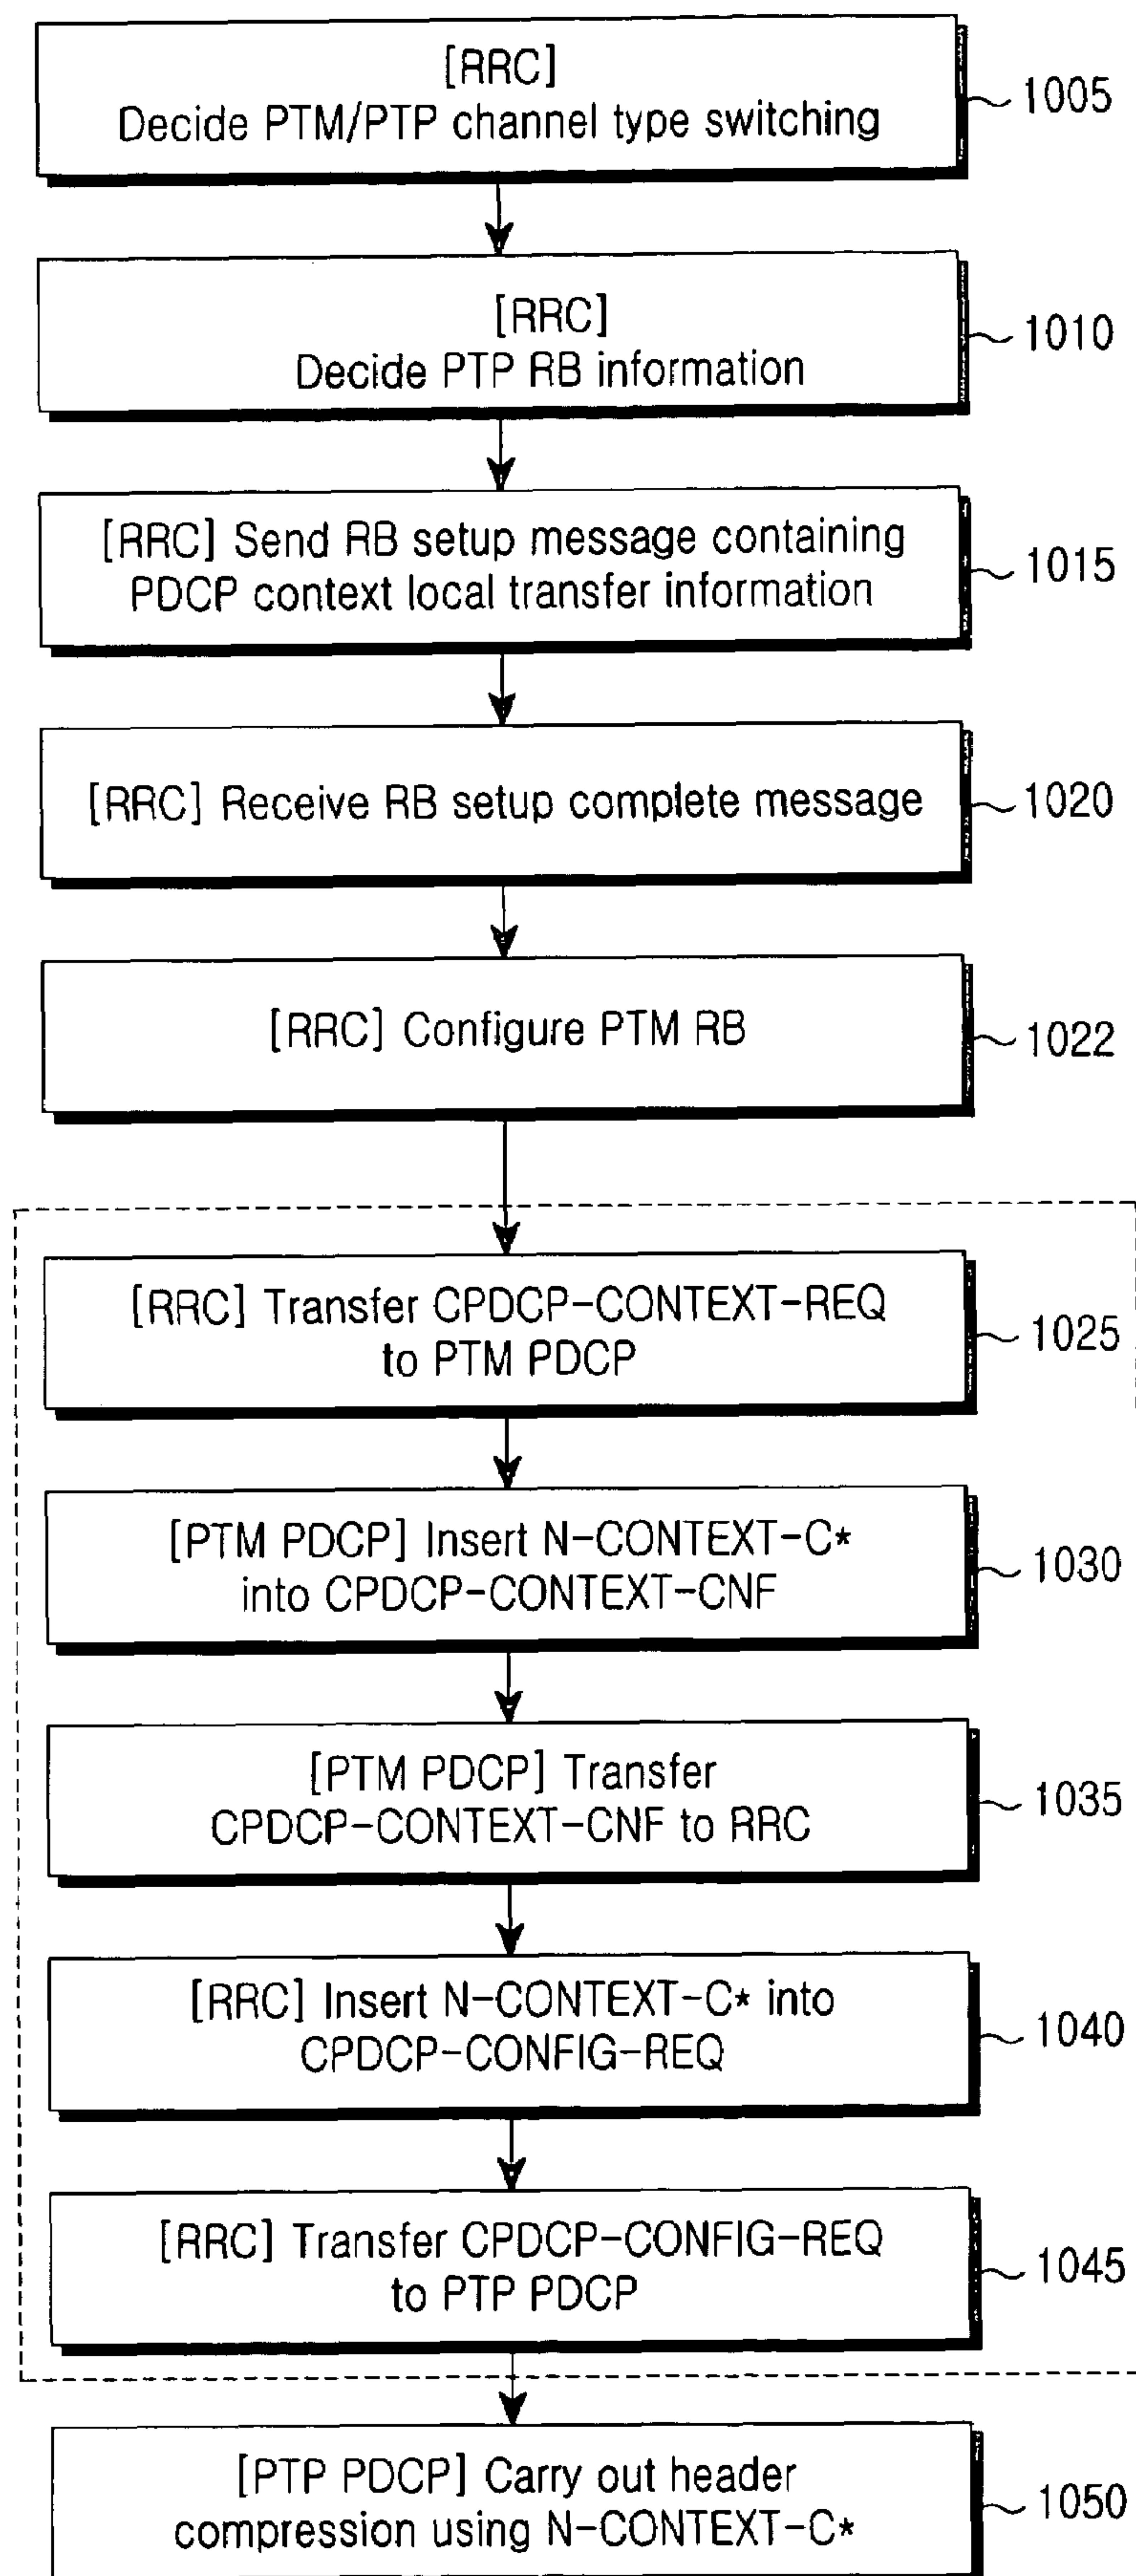 [RRC]
Decide PTM/PTP channel type switching
1005
[RRC]
Decide PTP RB information
1010
[RRC] Send RB setup message containing
PDCP context local transfer information
1015
[RRC] Receive RB setup complete message
1020
[RRC] Configure PTM RB
1022
[RRC] Transfer CPDCP-CONTEXT-REQ
to PTM PDCP
1025
[PTM PDCP] Insert N-CONTEXT-C*
into CPDCP-CONTEXT-CNF
1030
[PTM PDCP] Transfer
CPDCP-CONTEXT-CNF to RRC
1035
[RRC] Insert N-CONTEXT-C* into
CPDCP-CONFIG-REQ
1040
[RRC] Transfer CPDCP-CONFIG-REQ
to PTP PDCP
1045
[PTP PDCP] Carry out header
compression using N-CONTEXT-C*
1050